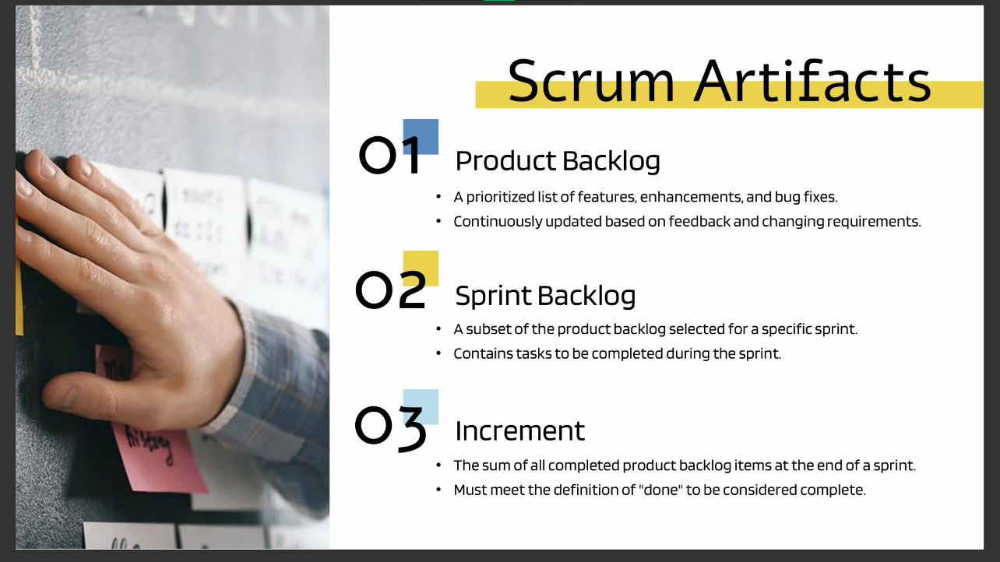 Scrum Artifacts
01
Product Backlog
• A prioritized list of features, enhancements, and bug fixes.
• Continuously updated based on feedback and changing requirements.
02
Sprint Backlog
• A subset of the product backlog selected for a specific sprint.
• Contains tasks to be completed during the sprint.
03
Increment
• The sum of all completed product backlog items at the end of a sprint.
• Must meet the definition of "done" to be considered complete.
history